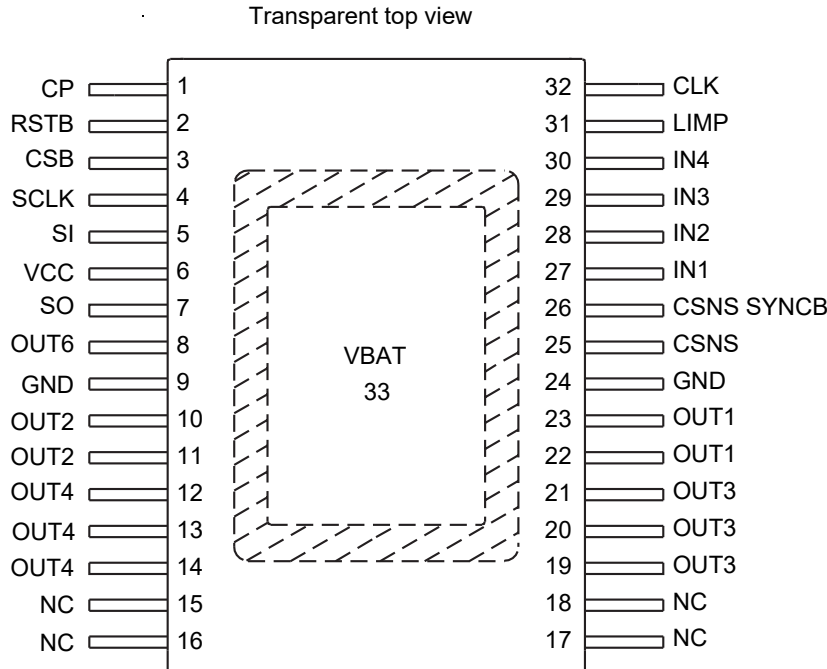 Transparent top view
CP 1 32 CLK
RSTB 2 31 LIMP
CSB 3 30 IN4
SCLK 4 29 IN3
SI 5 28 IN2
VCC 6 27 IN1
SO 7 26 CSNS SYNCB
OUT6 8 25 CSNS
GND 9 24 GND
OUT2 10 23 OUT1
OUT2 11 22 OUT1
OUT4 12 21 OUT3
OUT4 13 20 OUT3
OUT4 14 19 OUT3
NC 15 18 NC
NC 16 17 NC
VBAT
33